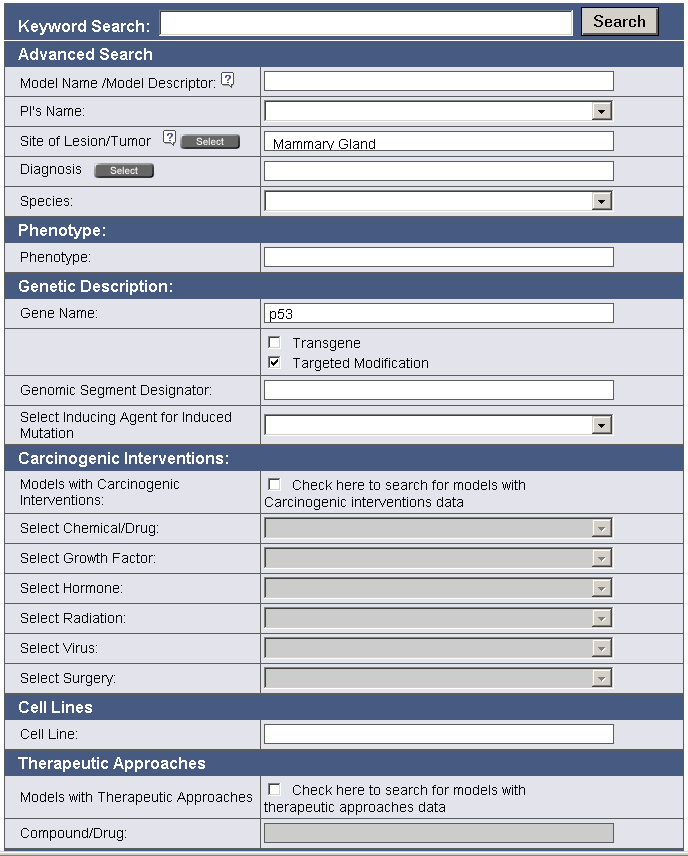 Keyword Search: Search
Advanced Search
Model Name /Model Descriptor: ?
PI's Name:
Site of Lesion/Tumor ? Select Mammary Gland
Diagnosis Select
Species:
Phenotype:
Phenotype:
Genetic Description:
Gene Name: p53
Transgene
Targeted Modification
Genomic Segment Designator:
Select Inducing Agent for Induced
Mutation
Carcinogenic Interventions:
Models with Carcinogenic
Interventions:
Check here to search for models with
Carcinogenic interventions data
Select Chemical/Drug:
Select Growth Factor:
Select Hormone:
Select Radiation:
Select Virus:
Select Surgery:
Cell Lines
Cell Line:
Therapeutic Approaches
Models with Therapeutic Approaches
Check here to search for models with
therapeutic approaches data
Compound/Drug: